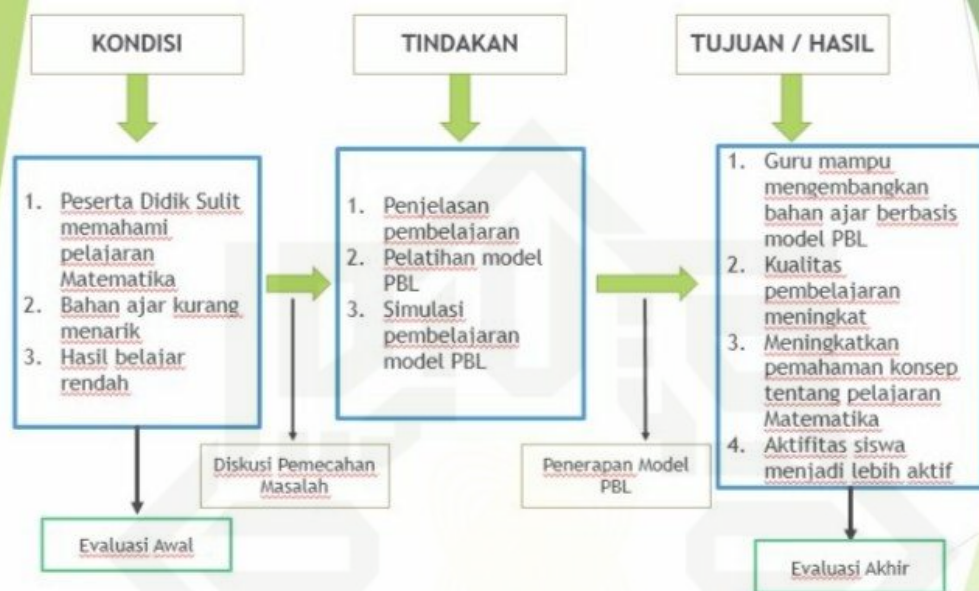 KONDISI
TINDAKAN
TUJUAN / HASIL
1. Peserta Didik Sulit
memahami
pelajaran
Matematika
2. Bahan ajar kurang
menarik
3. Hasil belajar
rendah
1. Penjelasan
pembelajaran
2. Pelatihan model
PBL
3. Simulasi
pembelajaran
model PBL
1. Guru mampu
mengembangkan
bahan ajar berbasis
model PBL
2. Kualitas
pembelajaran
meningkat
3. Meningkatkan
pemahaman konsep
tentang pelajaran
Matematika
4. Aktifitas siswa
menjadi lebih aktif
Diskusi Pemecahan
Masalah
Penerapan Model
PBL
Evaluasi Awal
Evaluasi Akhir